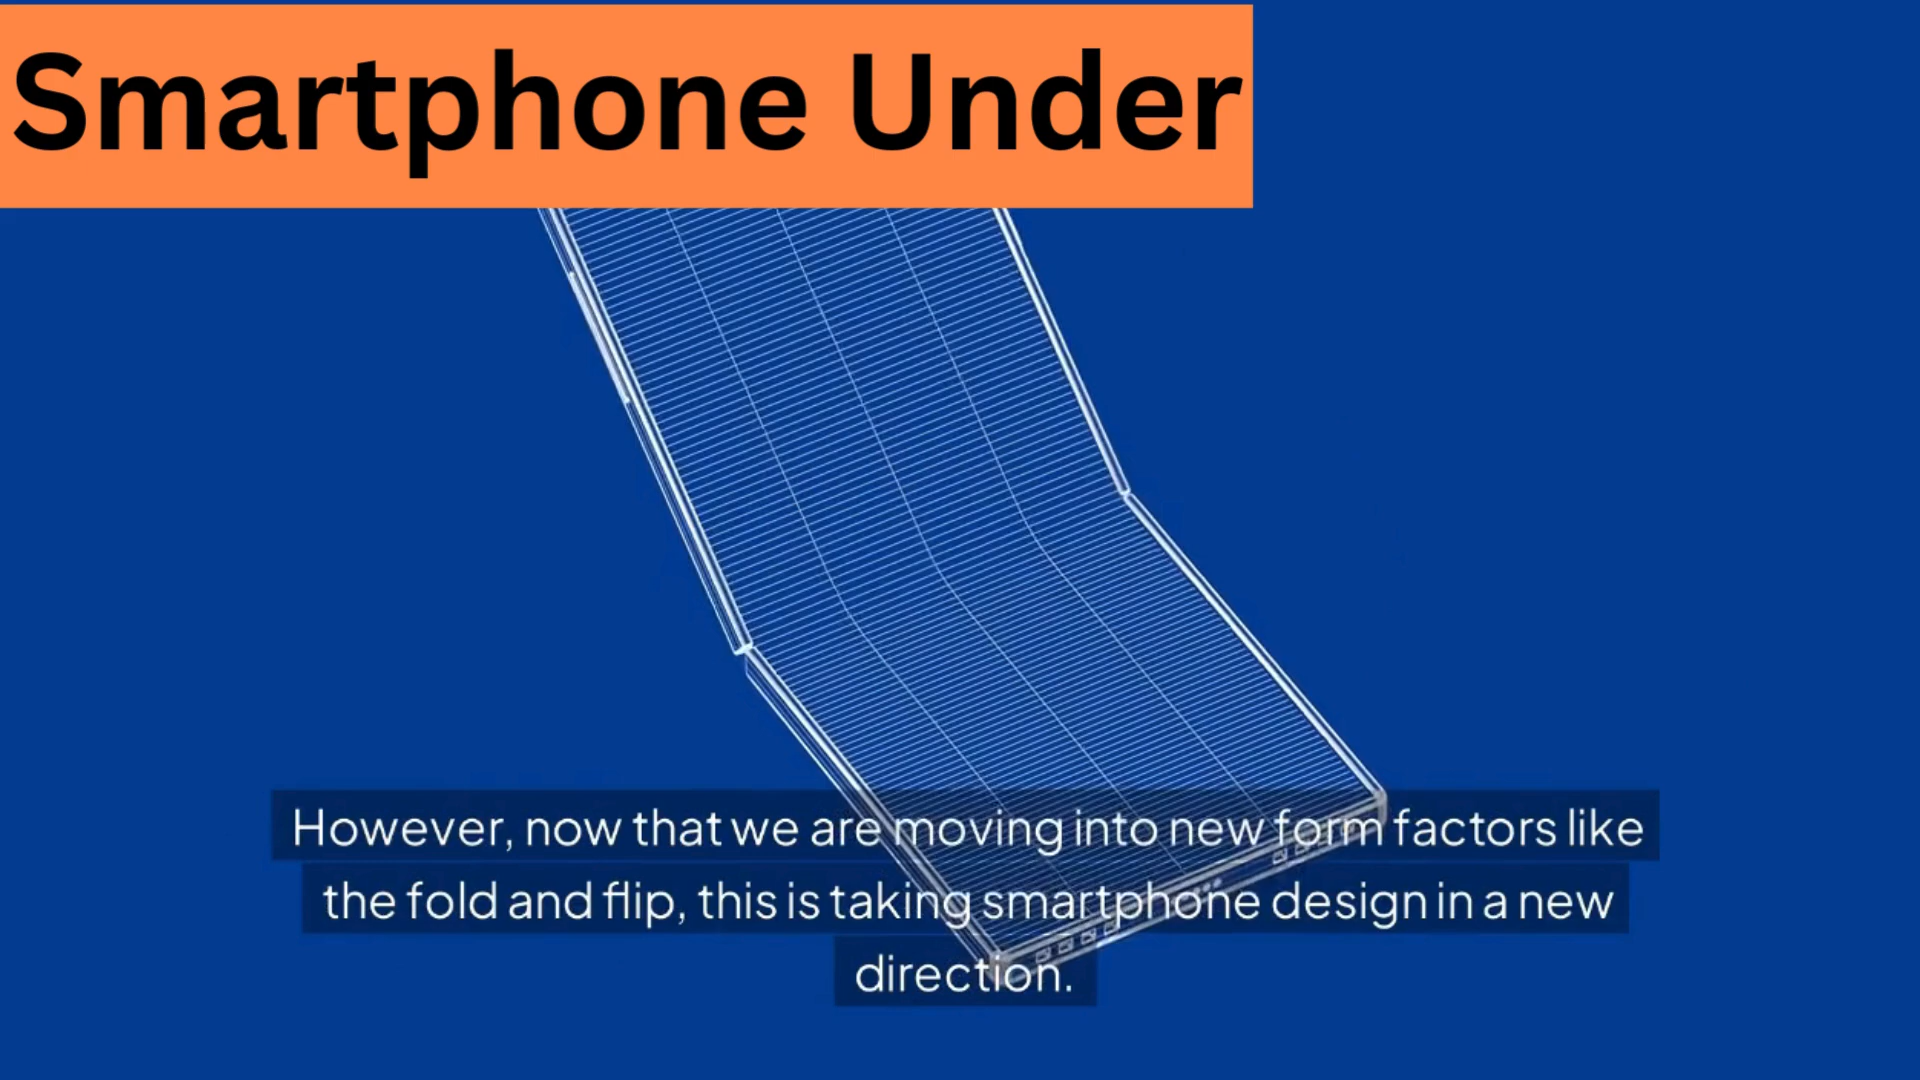 Smartphone Under
However, now that we are moving into new form factors like
the fold and flip, this is taking smartphone design in a new
direction.